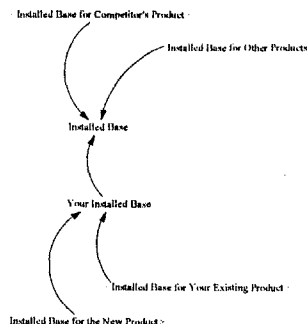 Installed Base for Competitor's Product
Installed Base for Other Products
Installed Base
Your Installed Base
Installed Base for Your Existing Product
Installed Base for the New Product